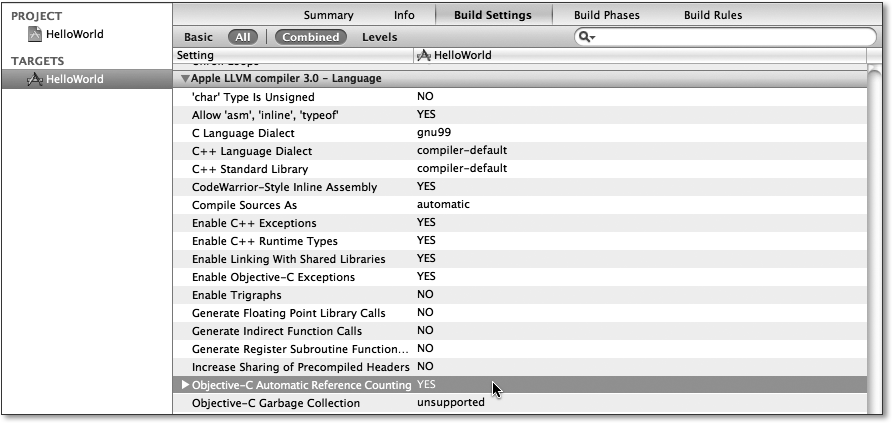 PROJECT
HelloWorld
TARGETS
HelloWorld
Summary Info Build Settings Build Phases Build Rules
Basic All Combined Levels
Setting HelloWorld
Apple LLVM compiler 3.0 - Language
'char' Type Is Unsigned NO
Allow 'asm', 'inline', 'typeof' YES
C Language Dialect gnu99
C++ Language Dialect compiler-default
C++ Standard Library compiler-default
CodeWarrior-Style Inline Assembly YES
Compile Sources As automatic
Enable C++ Exceptions YES
Enable C++ Runtime Types YES
Enable Linking With Shared Libraries YES
Enable Objective-C Exceptions YES
Enable Trigraphs NO
Generate Floating Point Library Calls NO
Generate Indirect Function Calls NO
Generate Register Subroutine Function... NO
Increase Sharing of Precompiled Headers NO
Objective-C Automatic Reference Counting YES
Objective-C Garbage Collection unsupported